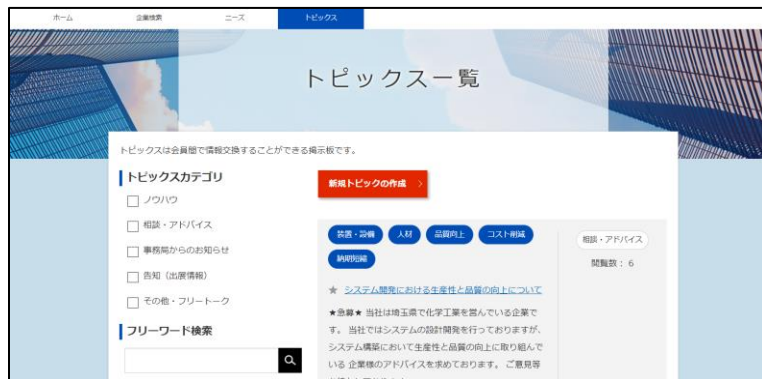 ホーム
企業検索
ニーズ
トピックス
トピックス一覧
トピックスは会員間で情報交換することができる掲示板です。
トピックスカテゴリ
ノウハウ
相談・アドバイス
事務局からのお知らせ
告知（出展情報）
その他・フリートーク
フリーワード検索
新規トピックの作成
装置・設備
人材
品質向上
コスト削減
納期短縮
相談・アドバイス
閲覧数： 6
★ システム開発における生産性と品質の向上について
★急募★ 当社は埼玉県で化学工業を営んでいる企業で
す。 当社ではシステムの設計開発を行っておりますが、
システム構築において生産性と品質の向上に取り組んで
いる 企業様のアドバイスを求めております。 ご意見等